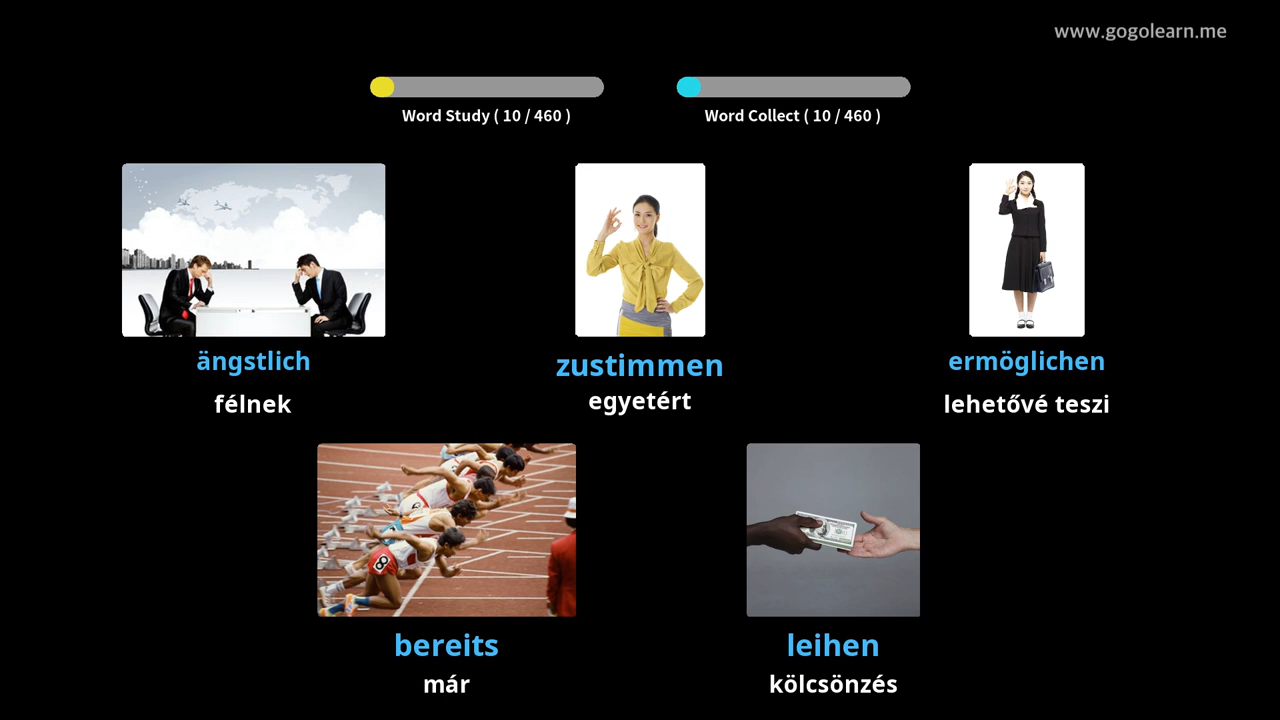 www.gogolearn.me
Word Study ( 10 / 460 )
Word Collect ( 10 / 460 )
ängstlich
félnek
zustimmen
egyetért
ermöglichen
lehetővé teszi
bereits
már
leihen
kölcsönzés
8